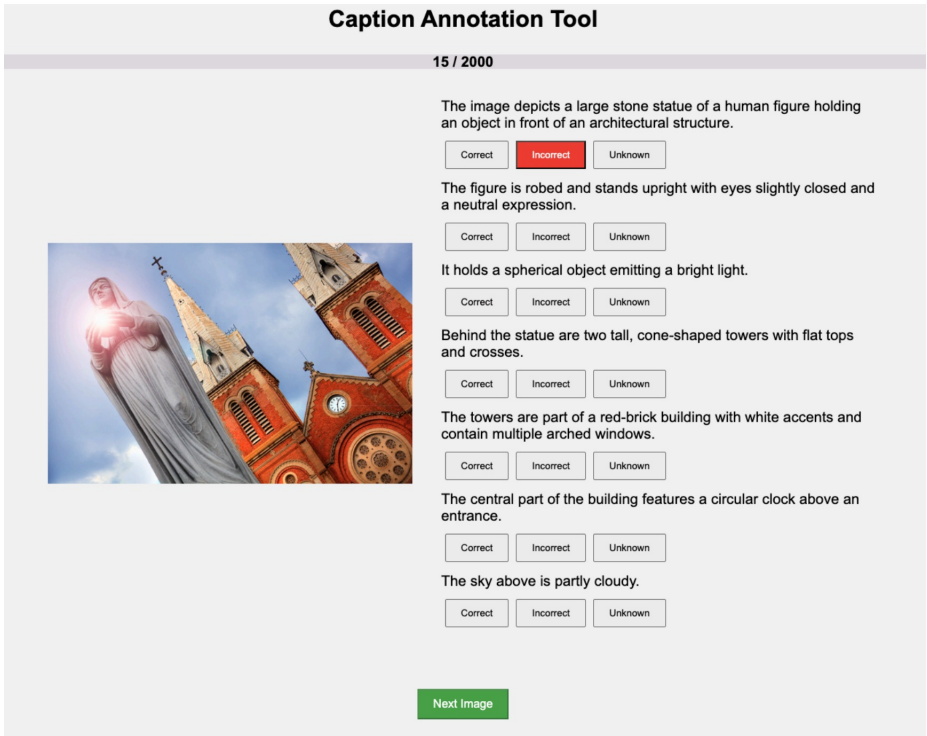 Caption Annotation Tool
15 / 2000
The image depicts a large stone statue of a human figure holding
an object in front of an architectural structure.
Correct Incorrect Unknown
The figure is robed and stands upright with eyes slightly closed and
a neutral expression.
Correct Incorrect Unknown
It holds a spherical object emitting a bright light.
Correct Incorrect Unknown
Behind the statue are two tall, cone-shaped towers with flat tops
and crosses.
Correct Incorrect Unknown
The towers are part of a red-brick building with white accents and
contain multiple arched windows.
Correct Incorrect Unknown
The central part of the building features a circular clock above an
entrance.
Correct Incorrect Unknown
The sky above is partly cloudy.
Correct Incorrect Unknown
Next Image